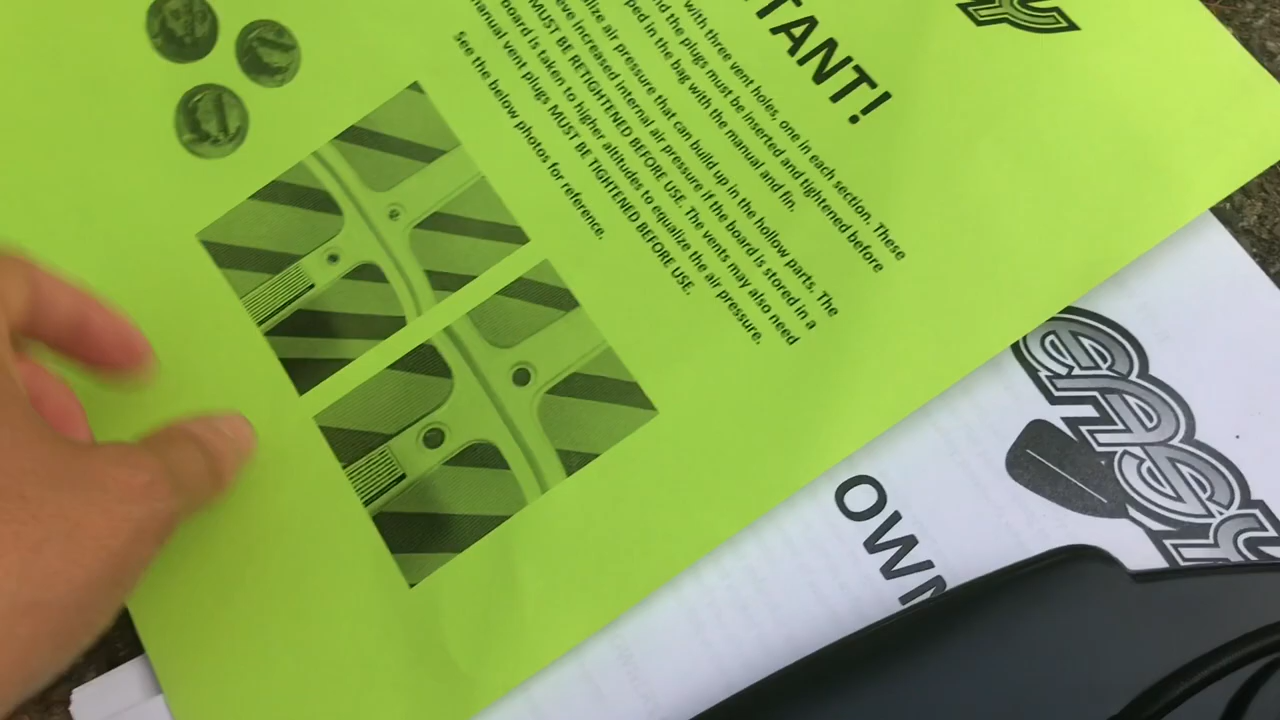 TANT!
with three vent holes, one in each section. These
the plugs must be inserted and tightened before
in the bag with the manual and fin.
air pressure that can build up in the hollow parts. The
increased internal air pressure if the board is stored in a
MUST BE RETIGHTENED BEFORE USE. The vents may also need
board is taken to higher altitudes to equalize the air pressure.
vent plugs MUST BE TIGHTENED BEFORE USE.
See the below photos for reference.
EASY
OWN